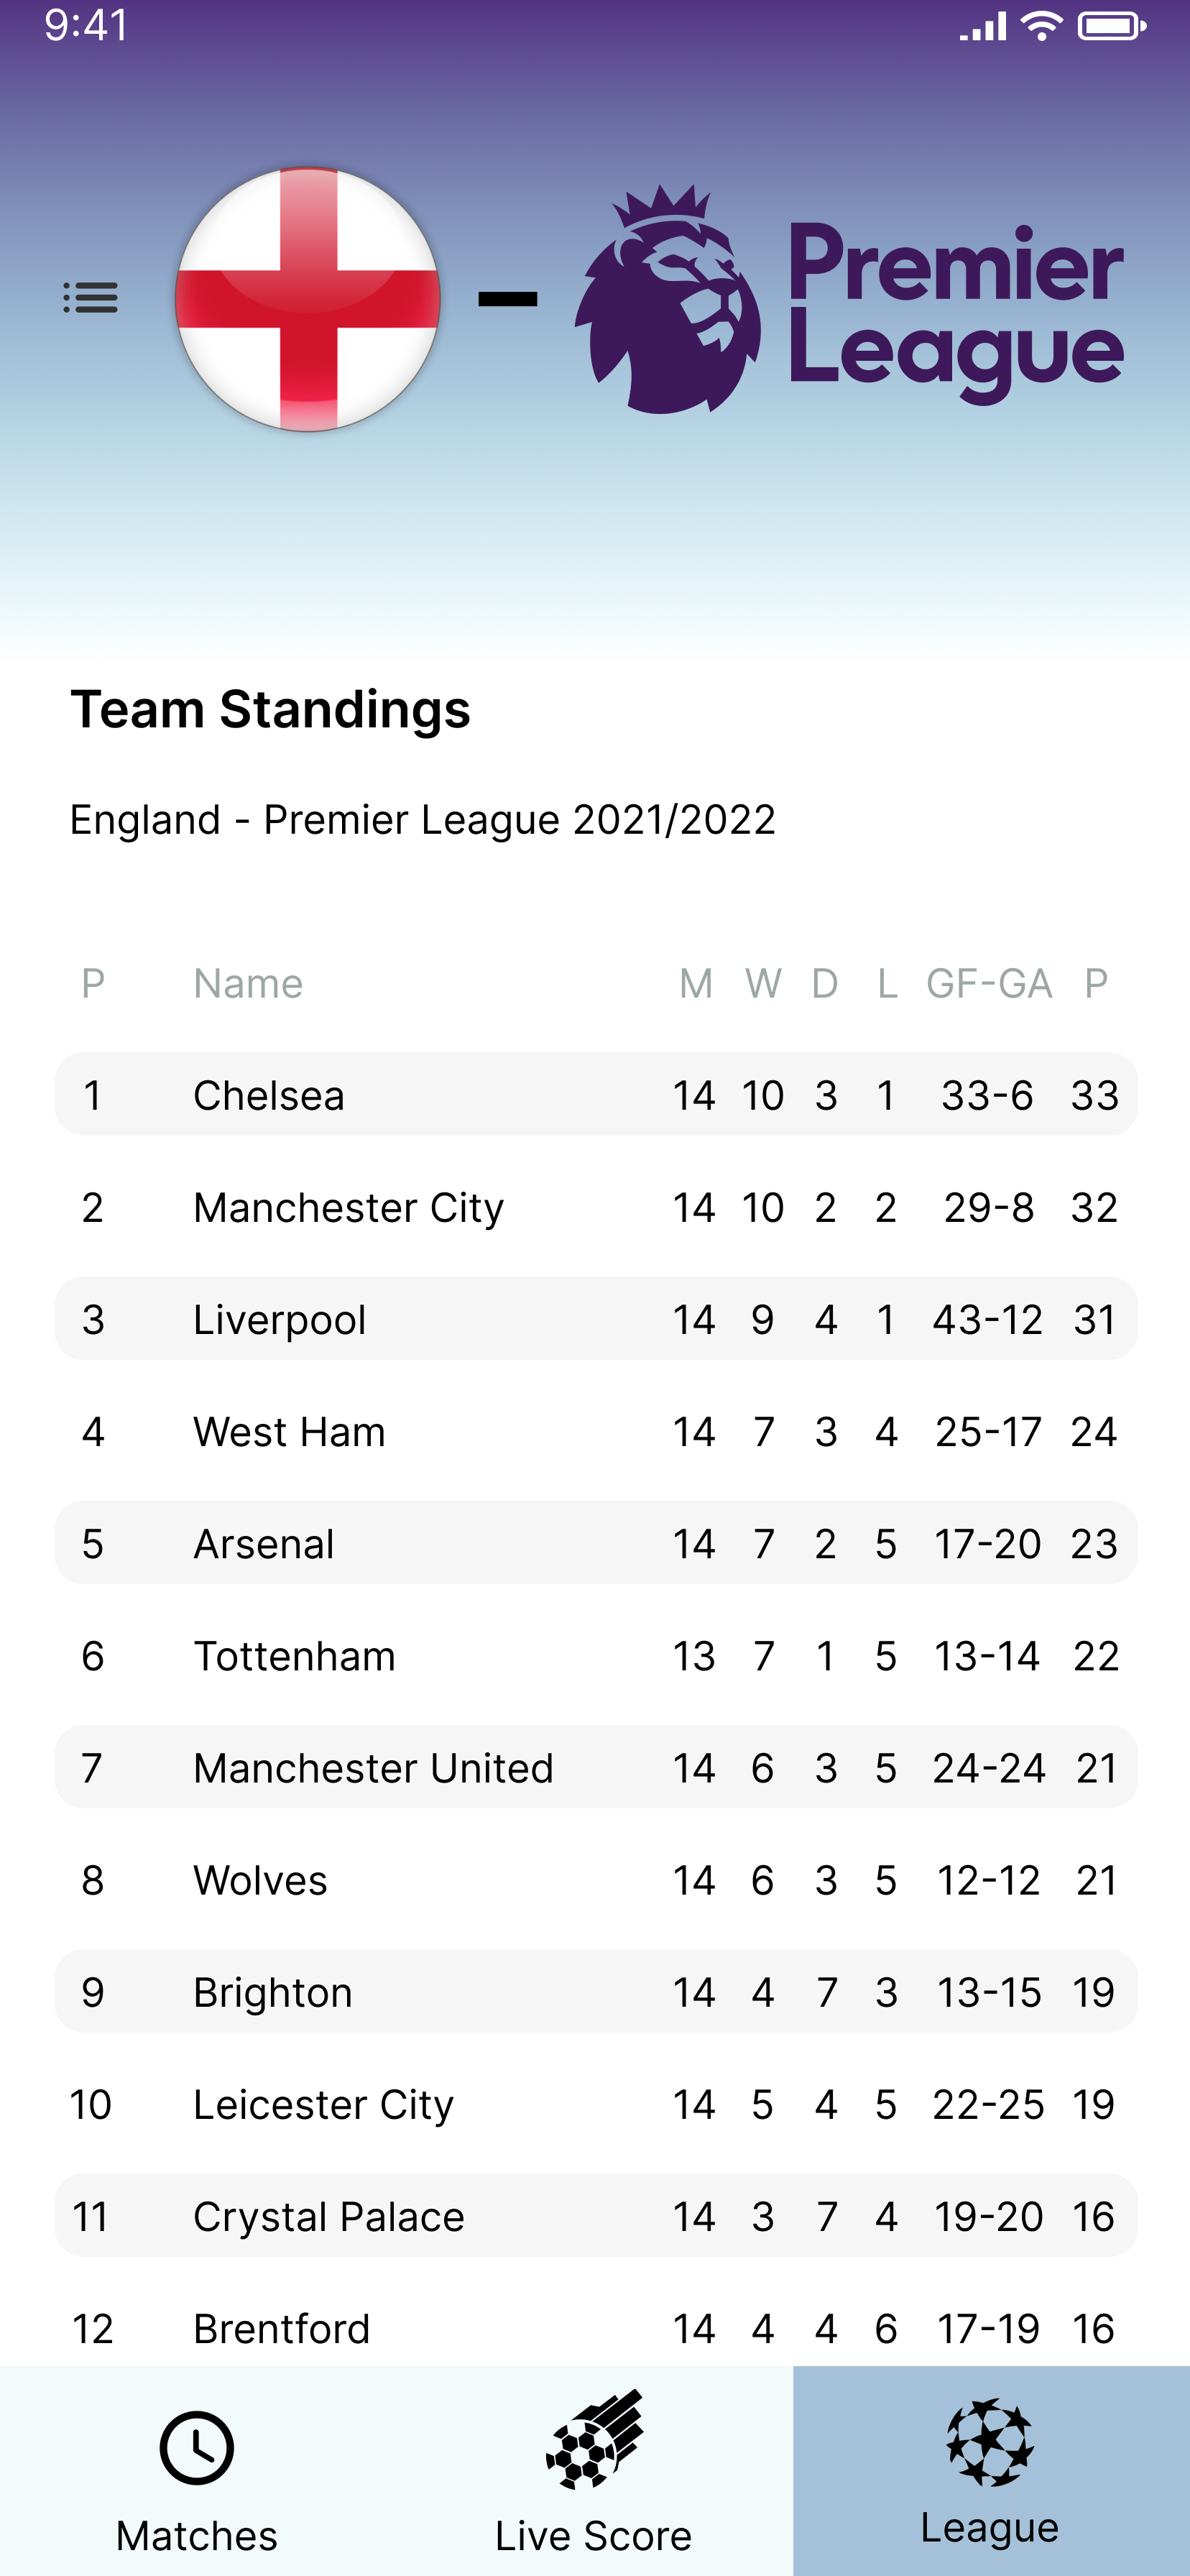 9:41
Premier
League
Team Standings
England - Premier League 2021/2022
P Name M W D L GF-GA P
1 Chelsea 14 10 3 1 33-6 33
2 Manchester City 14 10 2 2 29-8 32
3 Liverpool 14 9 4 1 43-12 31
4 West Ham 14 7 3 4 25-17 24
5 Arsenal 14 7 2 5 17-20 23
6 Tottenham 13 7 1 5 13-14 22
7 Manchester United 14 6 3 5 24-24 21
8 Wolves 14 6 3 5 12-12 21
9 Brighton 14 4 7 3 13-15 19
10 Leicester City 14 5 4 5 22-25 19
11 Crystal Palace 14 3 7 4 19-20 16
12 Brentford 14 4 4 6 17-19 16
Matches Live Score League